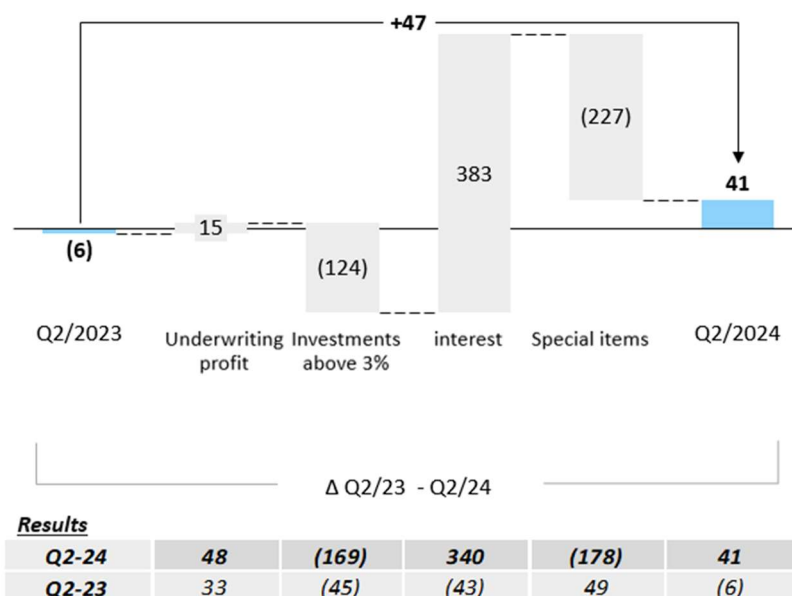 +47
383
(227)
41
15
(6)
(124)
Q2/2023 Underwriting profit Investments above 3% interest Special items Q2/2024
Δ Q2/23 - Q2/24
Results
Q2-24 48 (169) 340 (178) 41
Q2-23 33 (45) (43) 49 (6)